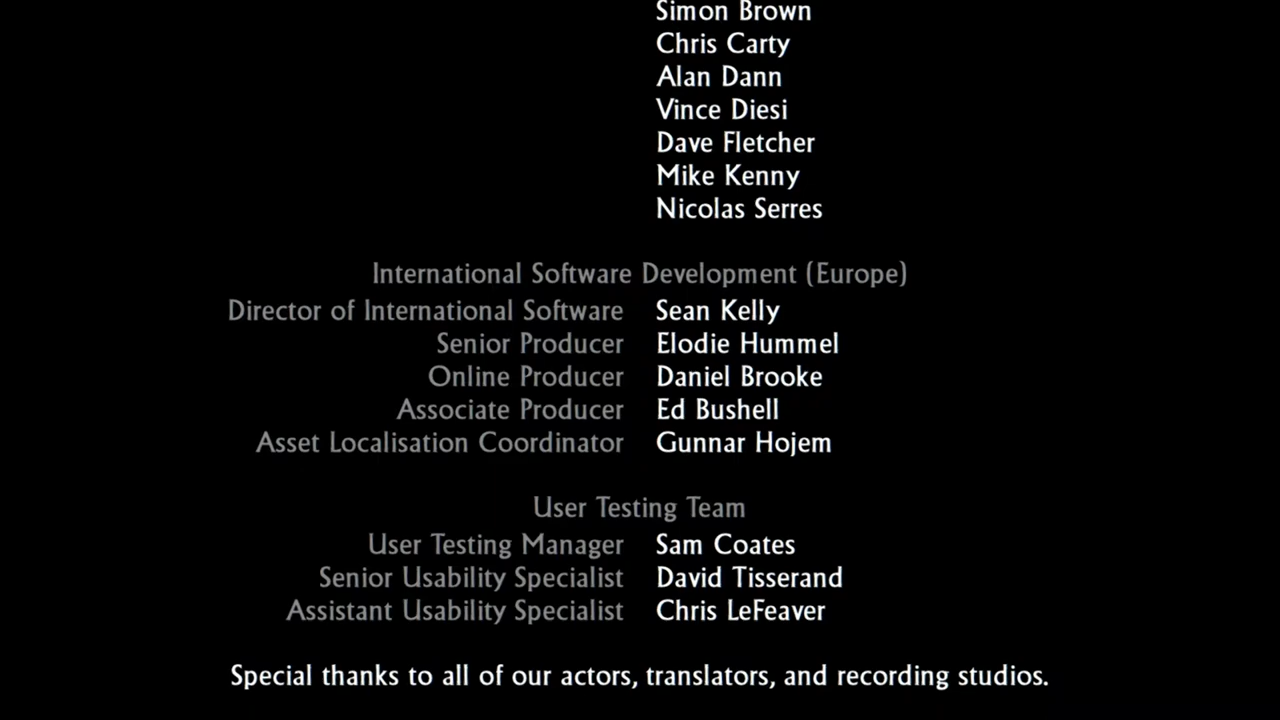 Simon Brown
Chris Carty
Alan Dann
Vince Diesi
Dave Fletcher
Mike Kenny
Nicolas Serres
International Software Development (Europe)
Director of International Software Sean Kelly
Senior Producer Elodie Hummel
Online Producer Daniel Brooke
Associate Producer Ed Bushell
Asset Localisation Coordinator Gunnar Hojem
User Testing Team
User Testing Manager Sam Coates
Senior Usability Specialist David Tisserand
Assistant Usability Specialist Chris LeFeaver
Special thanks to all of our actors, translators, and recording studios.